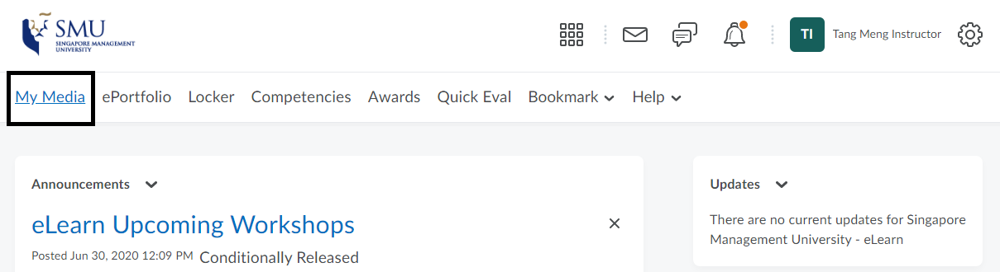 SMU
SINGAPORE MANAGEMENT
UNIVERSITY
TI
Tang Meng Instructor
My Media ePortfolio Locker Competencies Awards Quick Eval Bookmark Help
Announcements
eLearn Upcoming Workshops
Posted Jun 30, 2020 12:09 PM Conditionally Released
Updates
There are no current updates for Singapore
Management University - eLearn